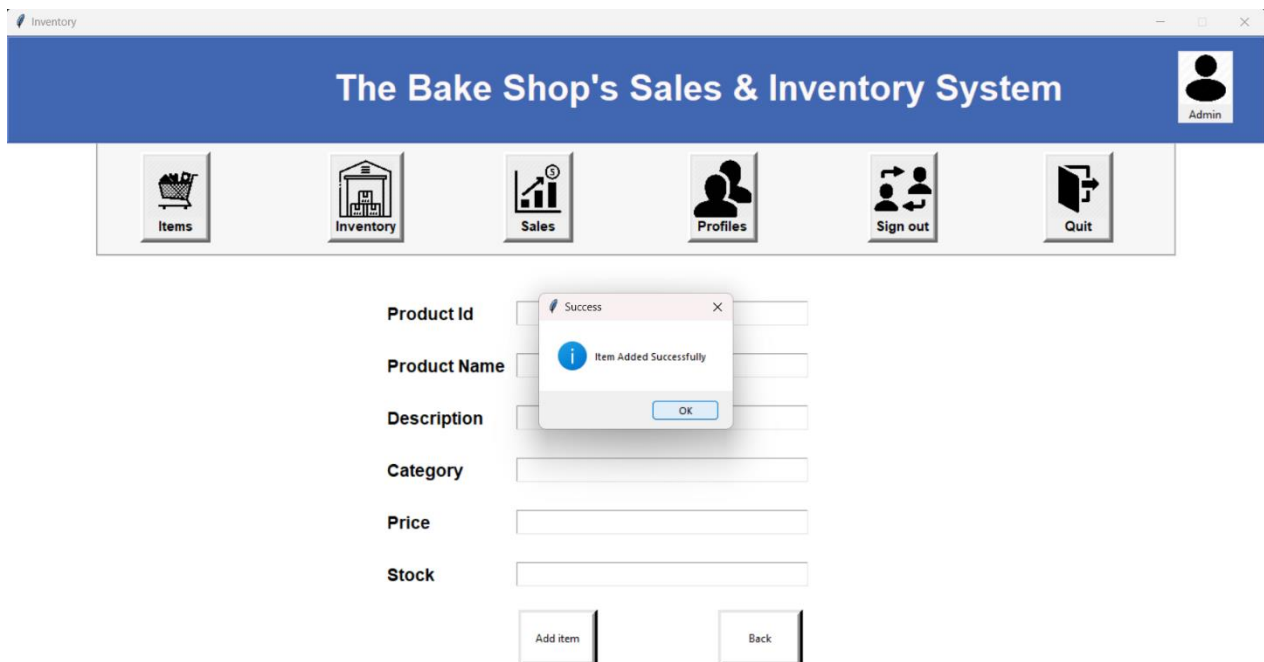 Inventory
The Bake Shop's Sales & Inventory System
Admin
Items
Inventory
Sales
Profiles
Sign out
Quit
Product Id
Product Name
Description
Category
Price
Stock
Success
Item Added Successfully
OK
Add item
Back